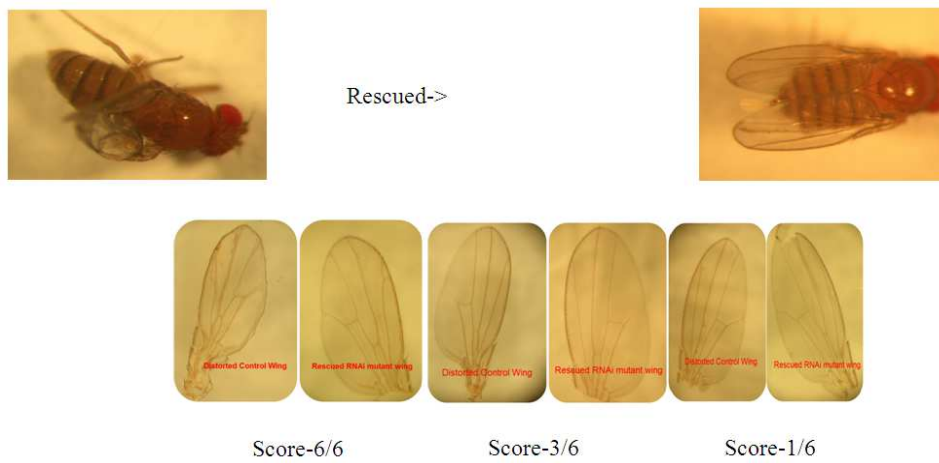 Rescued->
Distorted Control Wing
Rescued RNAi mutant wing
Distorted Control Wing
Resuued RNAi mutant wing
Distorted Control Wing
Rescued RNAi mutant wing
Score-6/6
Score-3/6
Score-1/6